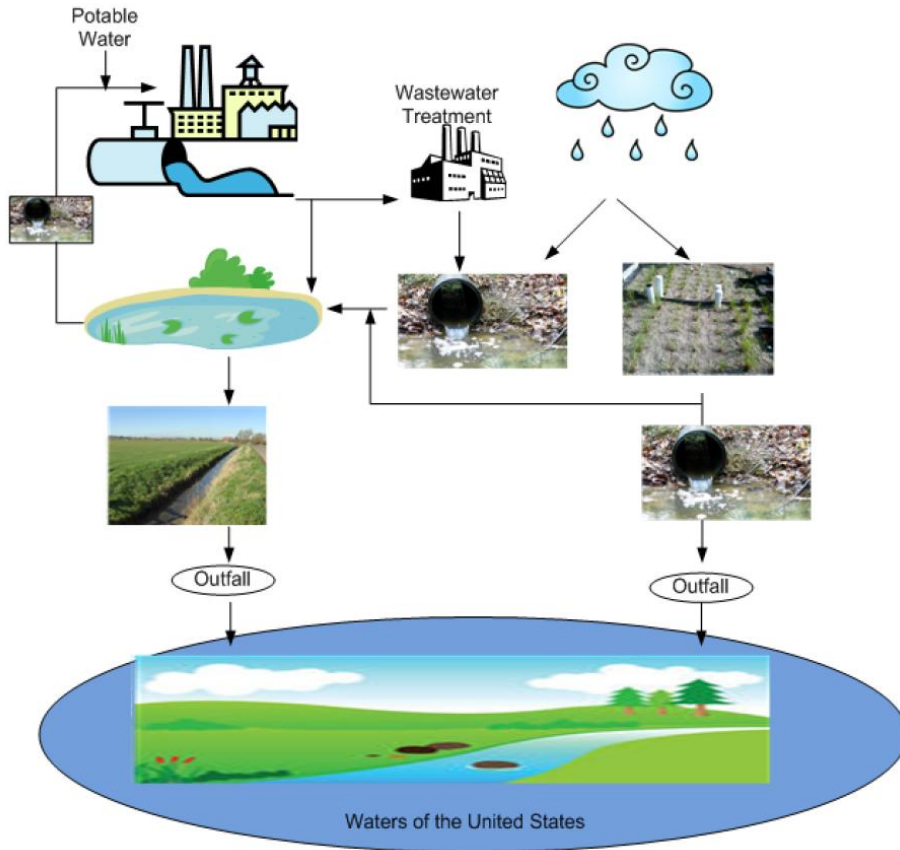 Potable
Water
Wastewater
Treatment
Outfall
Outfall
Waters of the United States